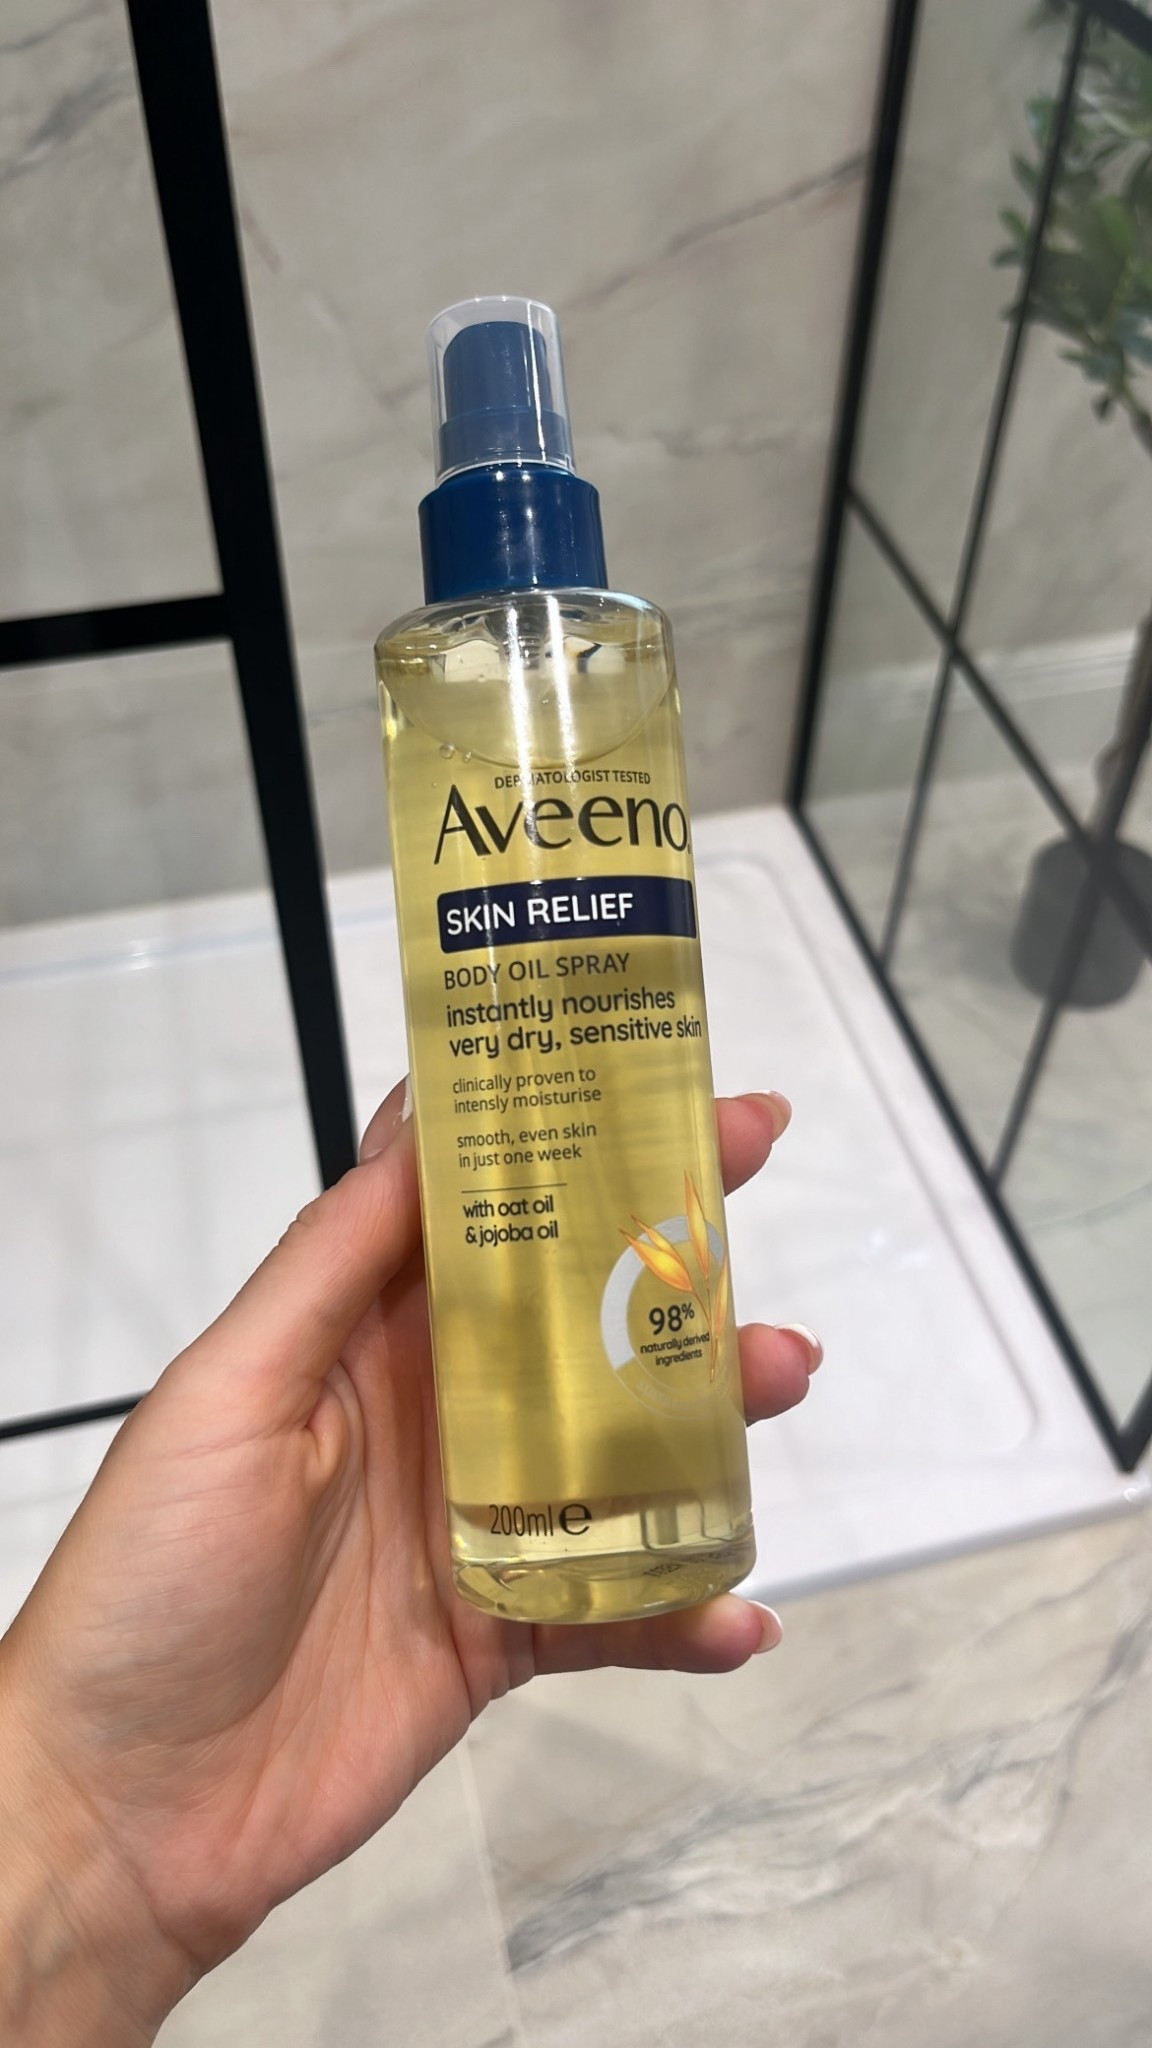 DERMATOLOGIST TESTED
Aveeno
SKIN RELIEF
BODY OIL SPRAY
instantly nourishes
very dry, sensitive skin
clinically proven to
intensly moisturise
smooth, even skin
in just one week
with oat oil
& jojoba oil
98%
naturally derived
ingredients
200ml e